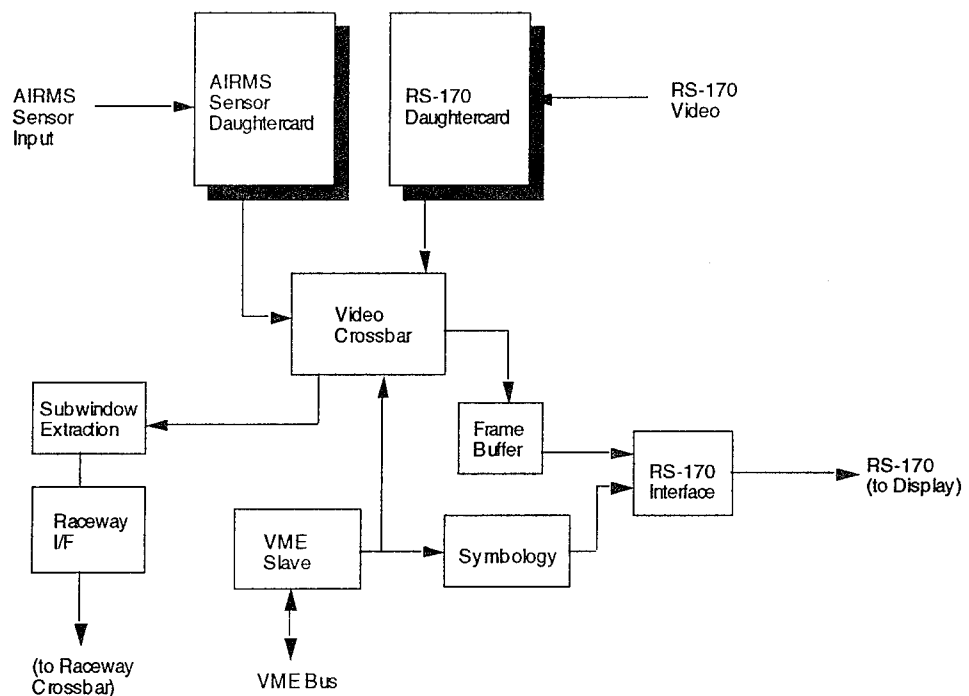 AIRMS
Sensor
Input
AIRMS
Sensor
Daughtercard
RS-170
Daughtercard
RS-170
Video
Video
Crossbar
Subwindow
Extraction
Frame
Buffer
RS-170
Interface
RS-170
(to Display)
Raceway
I/F
VME
Slave
Symbology
(to Raceway
Crossbar)
VME Bus